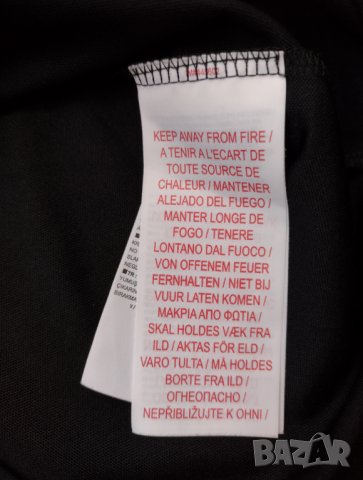 KEEP AWAY FROM FIRE /
A TENIR A L'ECART DE
TOUTE SOURCE DE
CHALEUR / MANTENER
ALEJADO DEL FUEGO /
MANTER LONGE DE
FOGO / TENERE
LONTANO DAL FUOCO /
VON OFFENEM FEUER
FERNHALTEN / NIET BIJ
VUUR LATEN KOMEN /
ΜΑΚΡΙΑ ΑΠΟ ΦΩΤΙΑ /
SKAL HOLDES VÆK FRA
ILD / AKTAS FÖR ELD /
VARO TULTA / MÅ HOLDES
BORTE FRA ILD /
ОГНЕОПАСНО /
NEPŘIBLIŽUJTE K OHNI /
BAZAR.bg